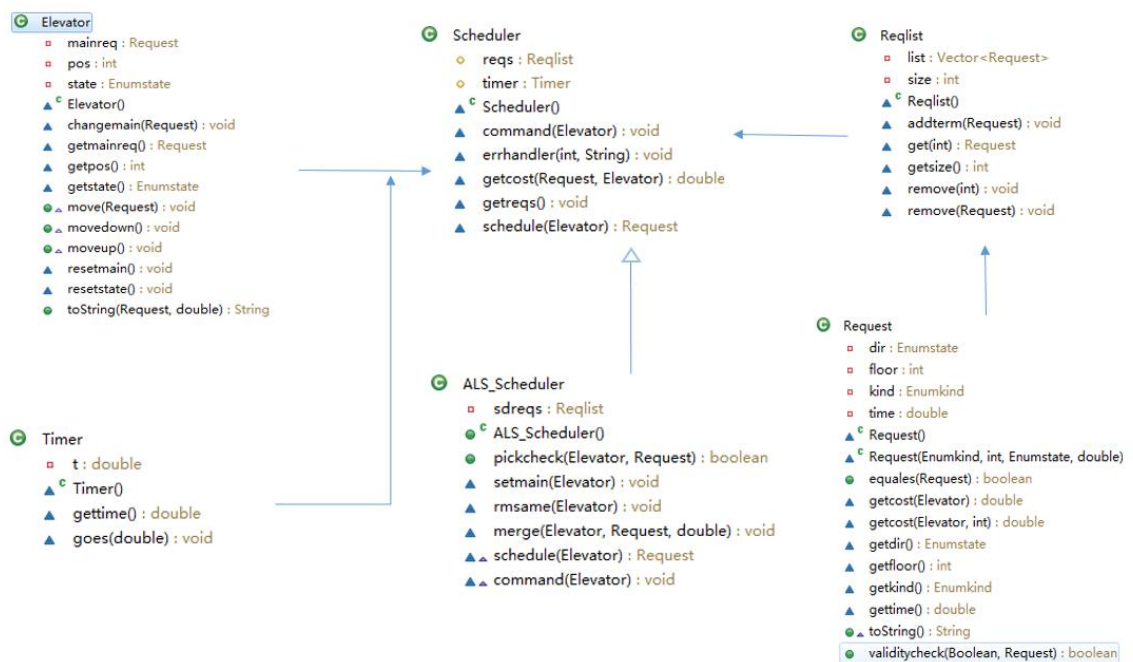 Elevator
mainreq : Request
pos : int
state : Enumstate
C Elevator()
changemain(Request) : void
getmainreq() : Request
getpos() : int
getstate() : Enumstate
move(Request) : void
movedown() : void
moveup() : void
resetmain() : void
resetstate() : void
toString(Request, double) : String
Timer
t : double
C Timer()
gettime() : double
goes(double) : void
Scheduler
reqs : Reqlist
timer : Timer
C Scheduler()
command(Elevator) : void
errhandler(int, String) : void
getcost(Request, Elevator) : double
getreqs() : void
schedule(Elevator) : Request
ALS_Scheduler
sdreqs : Reqlist
C ALS_Scheduler()
pickcheck(Elevator, Request) : boolean
setmain(Elevator) : void
rmsame(Elevator) : void
merge(Elevator, Request, double) : void
schedule(Elevator) : Request
command(Elevator) : void
Reqlist
list : Vector<Request>
size : int
C Reqlist()
addterm(Request) : void
get(int) : Request
getsize() : int
remove(int) : void
remove(Request) : void
Request
dir : Enumstate
floor : int
kind : Enumkind
time : double
C Request()
C Request(Enumkind, int, Enumstate, double)
equales(Request) : boolean
getcost(Elevator) : double
getcost(Elevator, int) : double
getdir() : Enumstate
getfloor() : int
getkind() : Enumkind
gettime() : double
toString() : String
validitycheck(Boolean, Request) : boolean